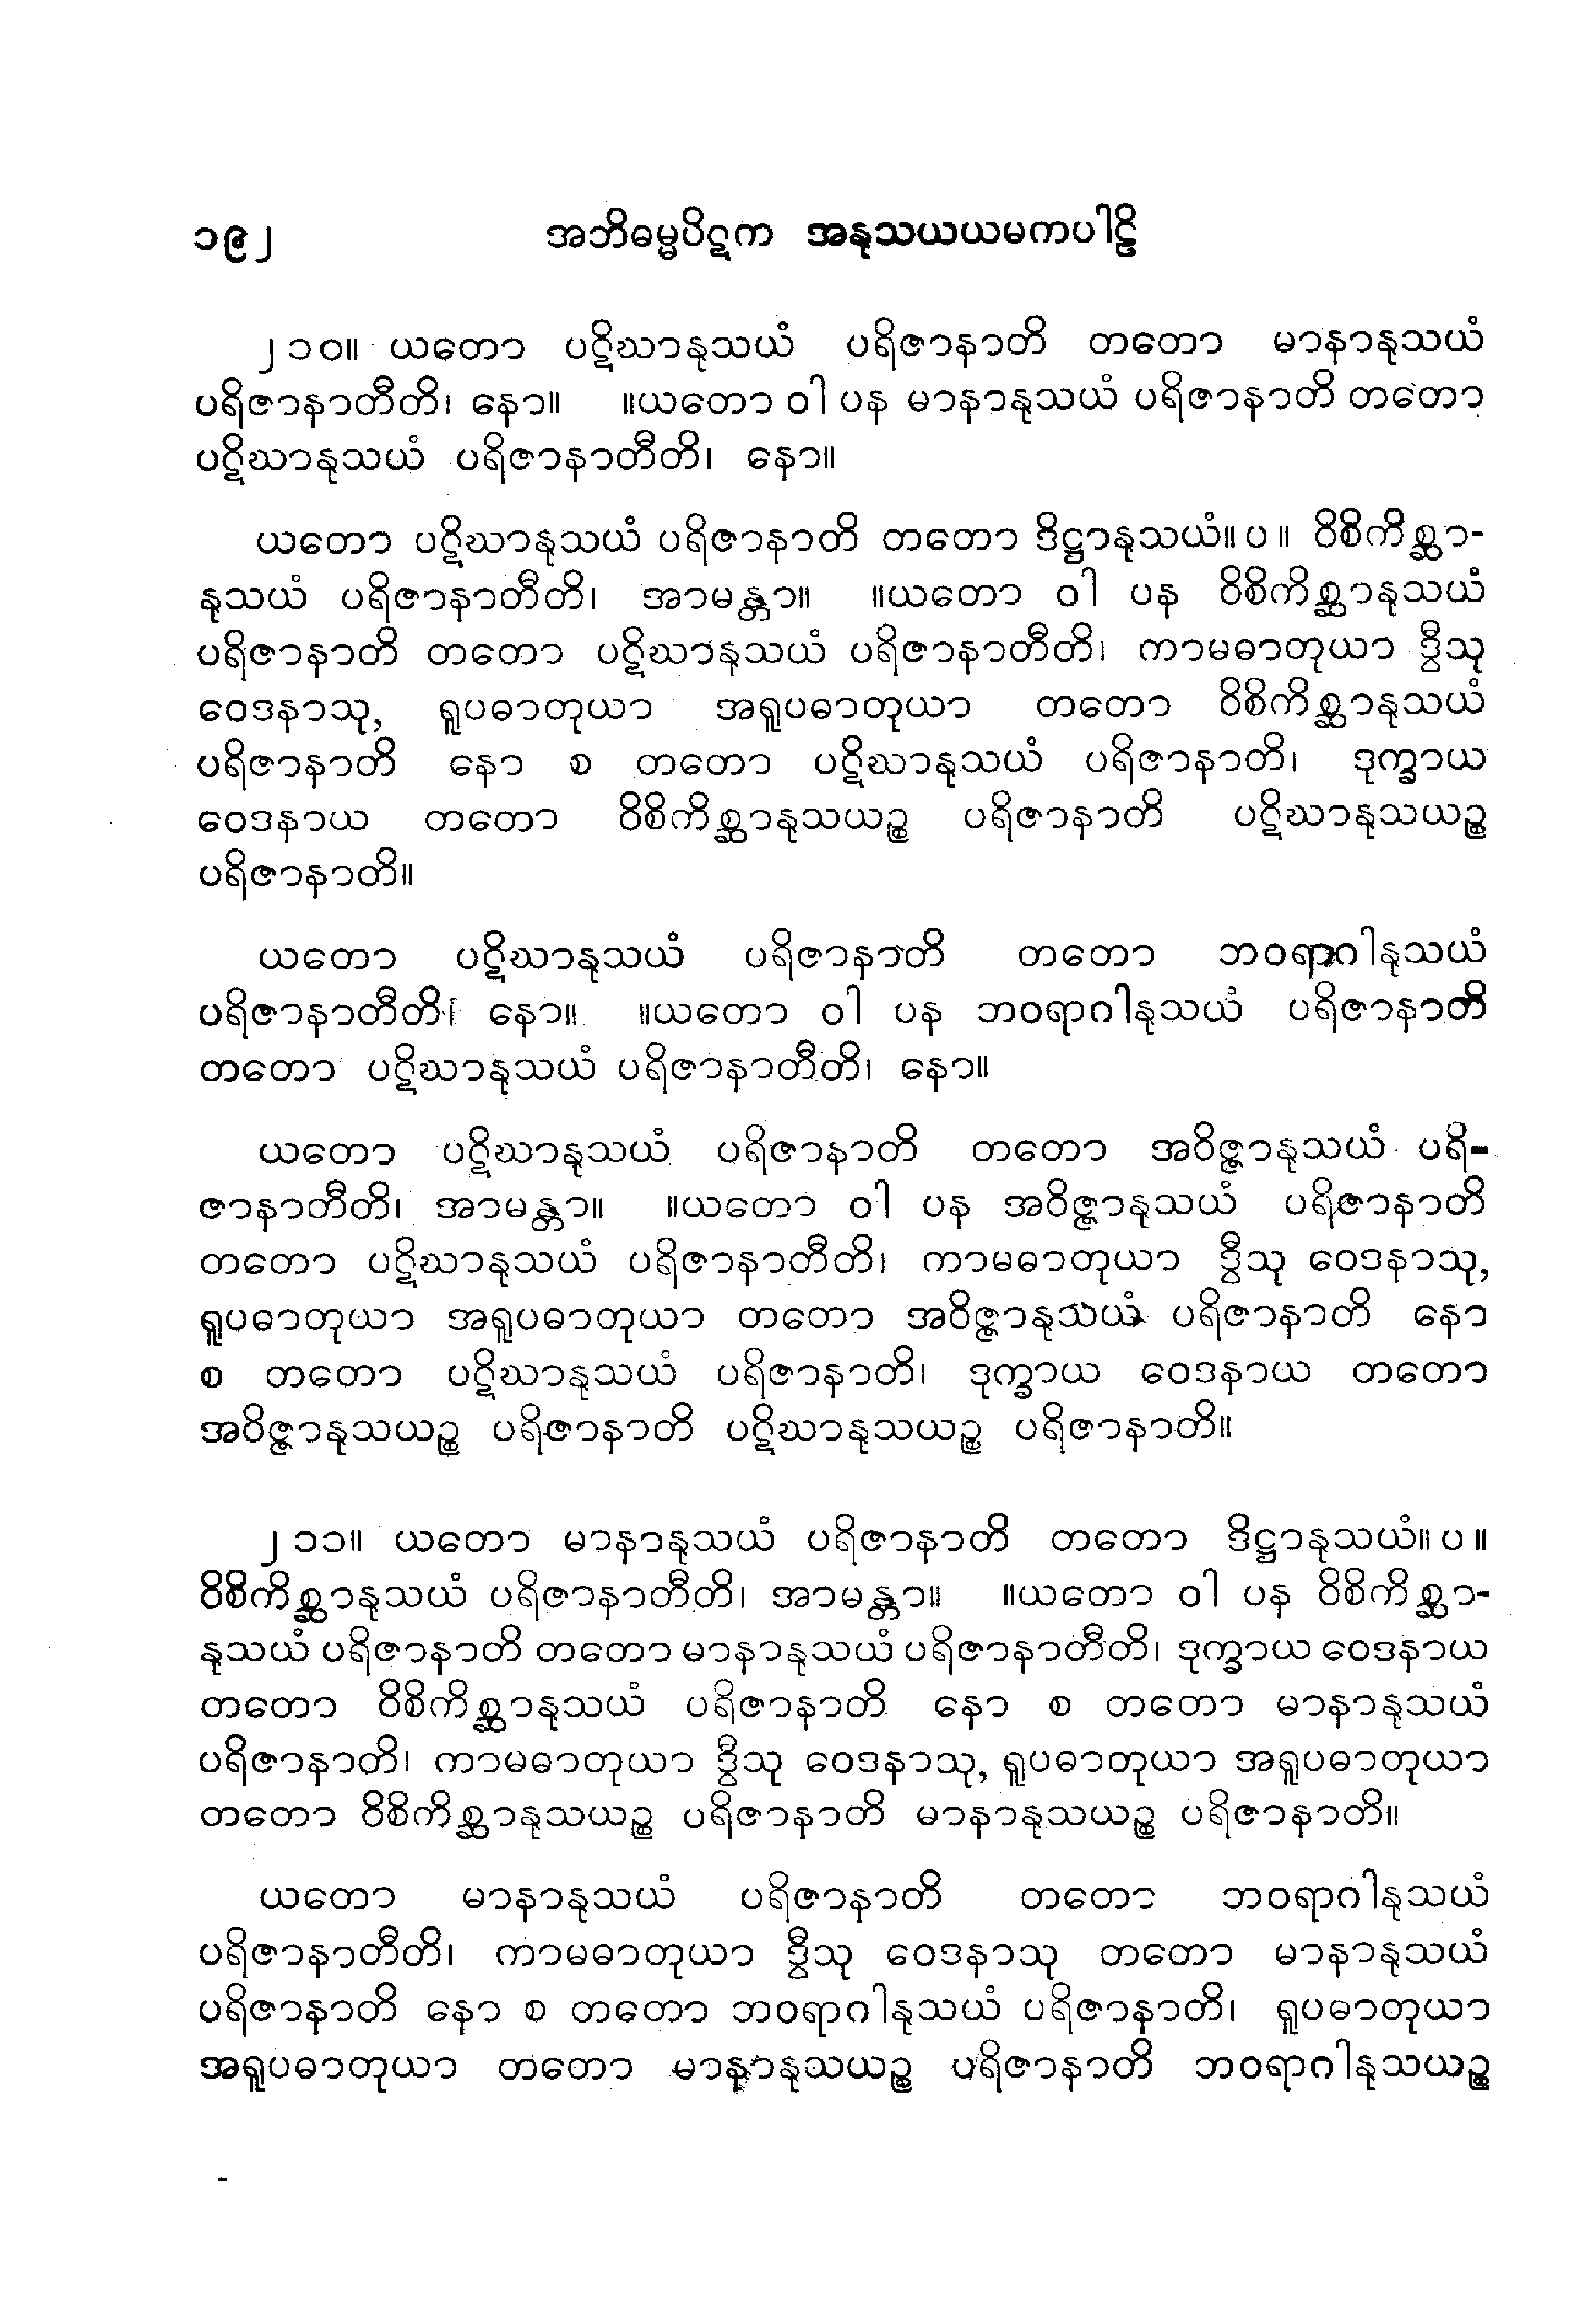 ၁၉၂ အဘိဓမ္မပိဋက အနုသယယမကပါဠိ
၂၁၀။ ယတော ပဋိဃာနုသယံ ပရိဇာနာတိ တတော မာနာနုသယံ
ပရိဇာနာတီတိ၊ နော။ ။ယတော ဝါ ပန မာနာနုသယံ ပရိဇာနာတိ တတော
ပဋိဃာနုသယံ ပရိဇာနာတီတိ၊ နော။
ယတော ပဋိဃာနုသယံ ပရိဇာနာတိ တတော ဒိဋ္ဌာနုသယံ။ပ။ ဝိစိကိစ္ဆာ-
နုသယံ ပရိဇာနာတီတိ၊ အာမန္တာ။ ။ယတော ဝါ ပန ဝိစိကိစ္ဆာနုသယံ
ပရိဇာနာတိ တတော ပဋိဃာနုသယံ ပရိဇာနာတီတိ၊ ကာမဓာတုယာ ဒွီသု
ဝေဒနာသု, ရူပဓာတုယာ အရူပဓာတုယာ တတော ဝိစိကိစ္ဆာနုသယံ
ပရိဇာနာတိ နော စ တတော ပဋိဃာနုသယံ ပရိဇာနာတိ၊ ဒုက္ခာယ
ဝေဒနာယ တတော ဝိစိကိစ္ဆာနုသယဉ္စ ပရိဇာနာတိ ပဋိဃာနုသယဉ္စ
ပရိဇာနာတိ။
ယတော ပဋိဃာနုသယံ ပရိဇာနာတိ တတော ဘဝရာဂါနုသယံ
ပရိဇာနာတီတိ၊ နော။ ။ယတော ဝါ ပန ဘဝရာဂါနုသယံ ပရိဇာနာတိ
တတော ပဋိဃာနုသယံ ပရိဇာနာတီတိ၊ နော။
ယတော ပဋိဃာနုသယံ ပရိဇာနာတိ တတော အဝိဇ္ဇာနုသယံ ပရိ-
ဇာနာတီတိ၊ အာမန္တာ။ ။ယတော ဝါ ပန အဝိဇ္ဇာနုသယံ ပရိဇာနာတိ
တတော ပဋိဃာနုသယံ ပရိဇာနာတီတိ၊ ကာမဓာတုယာ ဒွီသု ဝေဒနာသု,
ရူပဓာတုယာ အရူပဓာတုယာ တတော အဝိဇ္ဇာနုသယံ ပရိဇာနာတိ နော
စ တတော ပဋိဃာနုသယံ ပရိဇာနာတိ၊ ဒုက္ခာယ ဝေဒနာယ တတော
အဝိဇ္ဇာနုသယဉ္စ ပရိဇာနာတိ ပဋိဃာနုသယဉ္စ ပရိဇာနာတိ။
၂၁၁။ ယတော မာနာနုသယံ ပရိဇာနာတိ တတော ဒိဋ္ဌာနုသယံ။ပ။
ဝိစိကိစ္ဆာနုသယံ ပရိဇာနာတီတိ၊ အာမန္တာ။ ။ယတော ဝါ ပန ဝိစိကိစ္ဆာ-
နုသယံ ပရိဇာနာတိ တတော မာနာနုသယံ ပရိဇာနာတီတိ၊ ဒုက္ခာယ ဝေဒနာယ
တတော ဝိစိကိစ္ဆာနုသယံ ပရိဇာနာတိ နော စ တတော မာနာနုသယံ
ပရိဇာနာတိ၊ ကာမဓာတုယာ ဒွီသု ဝေဒနာသု, ရူပဓာတုယာ အရူပဓာတုယာ
တတော ဝိစိကိစ္ဆာနုသယဉ္စ ပရိဇာနာတိ မာနာနုသယဉ္စ ပရိဇာနာတိ။
ယတော မာနာနုသယံ ပရိဇာနာတိ တတော ဘဝရာဂါနုသယံ
ပရိဇာနာတီတိ၊ ကာမဓာတုယာ ဒွီသု ဝေဒနာသု တတော မာနာနုသယံ
ပရိဇာနာတိ နော စ တတော ဘဝရာဂါနုသယံ ပရိဇာနာတိ၊ ရူပဓာတုယာ
အရူပဓာတုယာ တတော မာနာနုသယဉ္စ ပရိဇာနာတိ ဘဝရာဂါနုသယဉ္စ